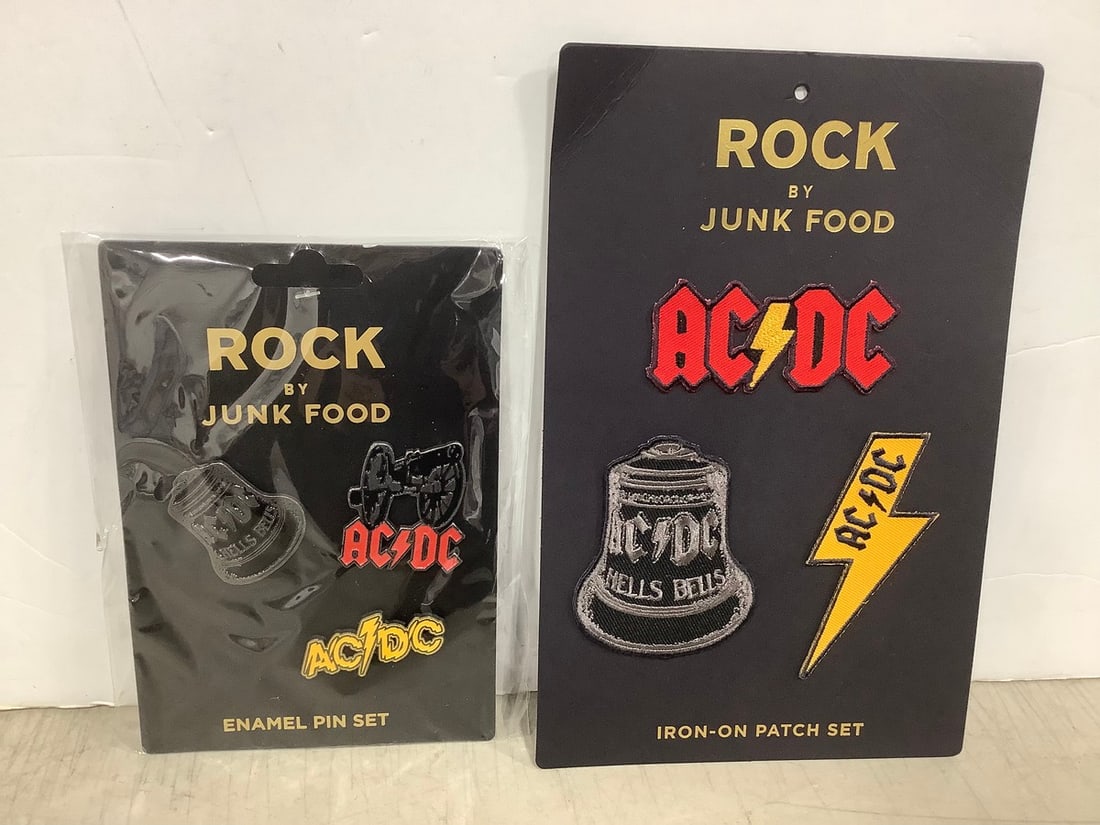 ROCK
BY
JUNK FOOD
AC DC
HELLS BELLS
AC DC
AC DC
ENAMEL PIN SET
ROCK
BY
JUNK FOOD
AC DC
AC DC
HELLS BELLS
AC DC
IRON-ON PATCH SET